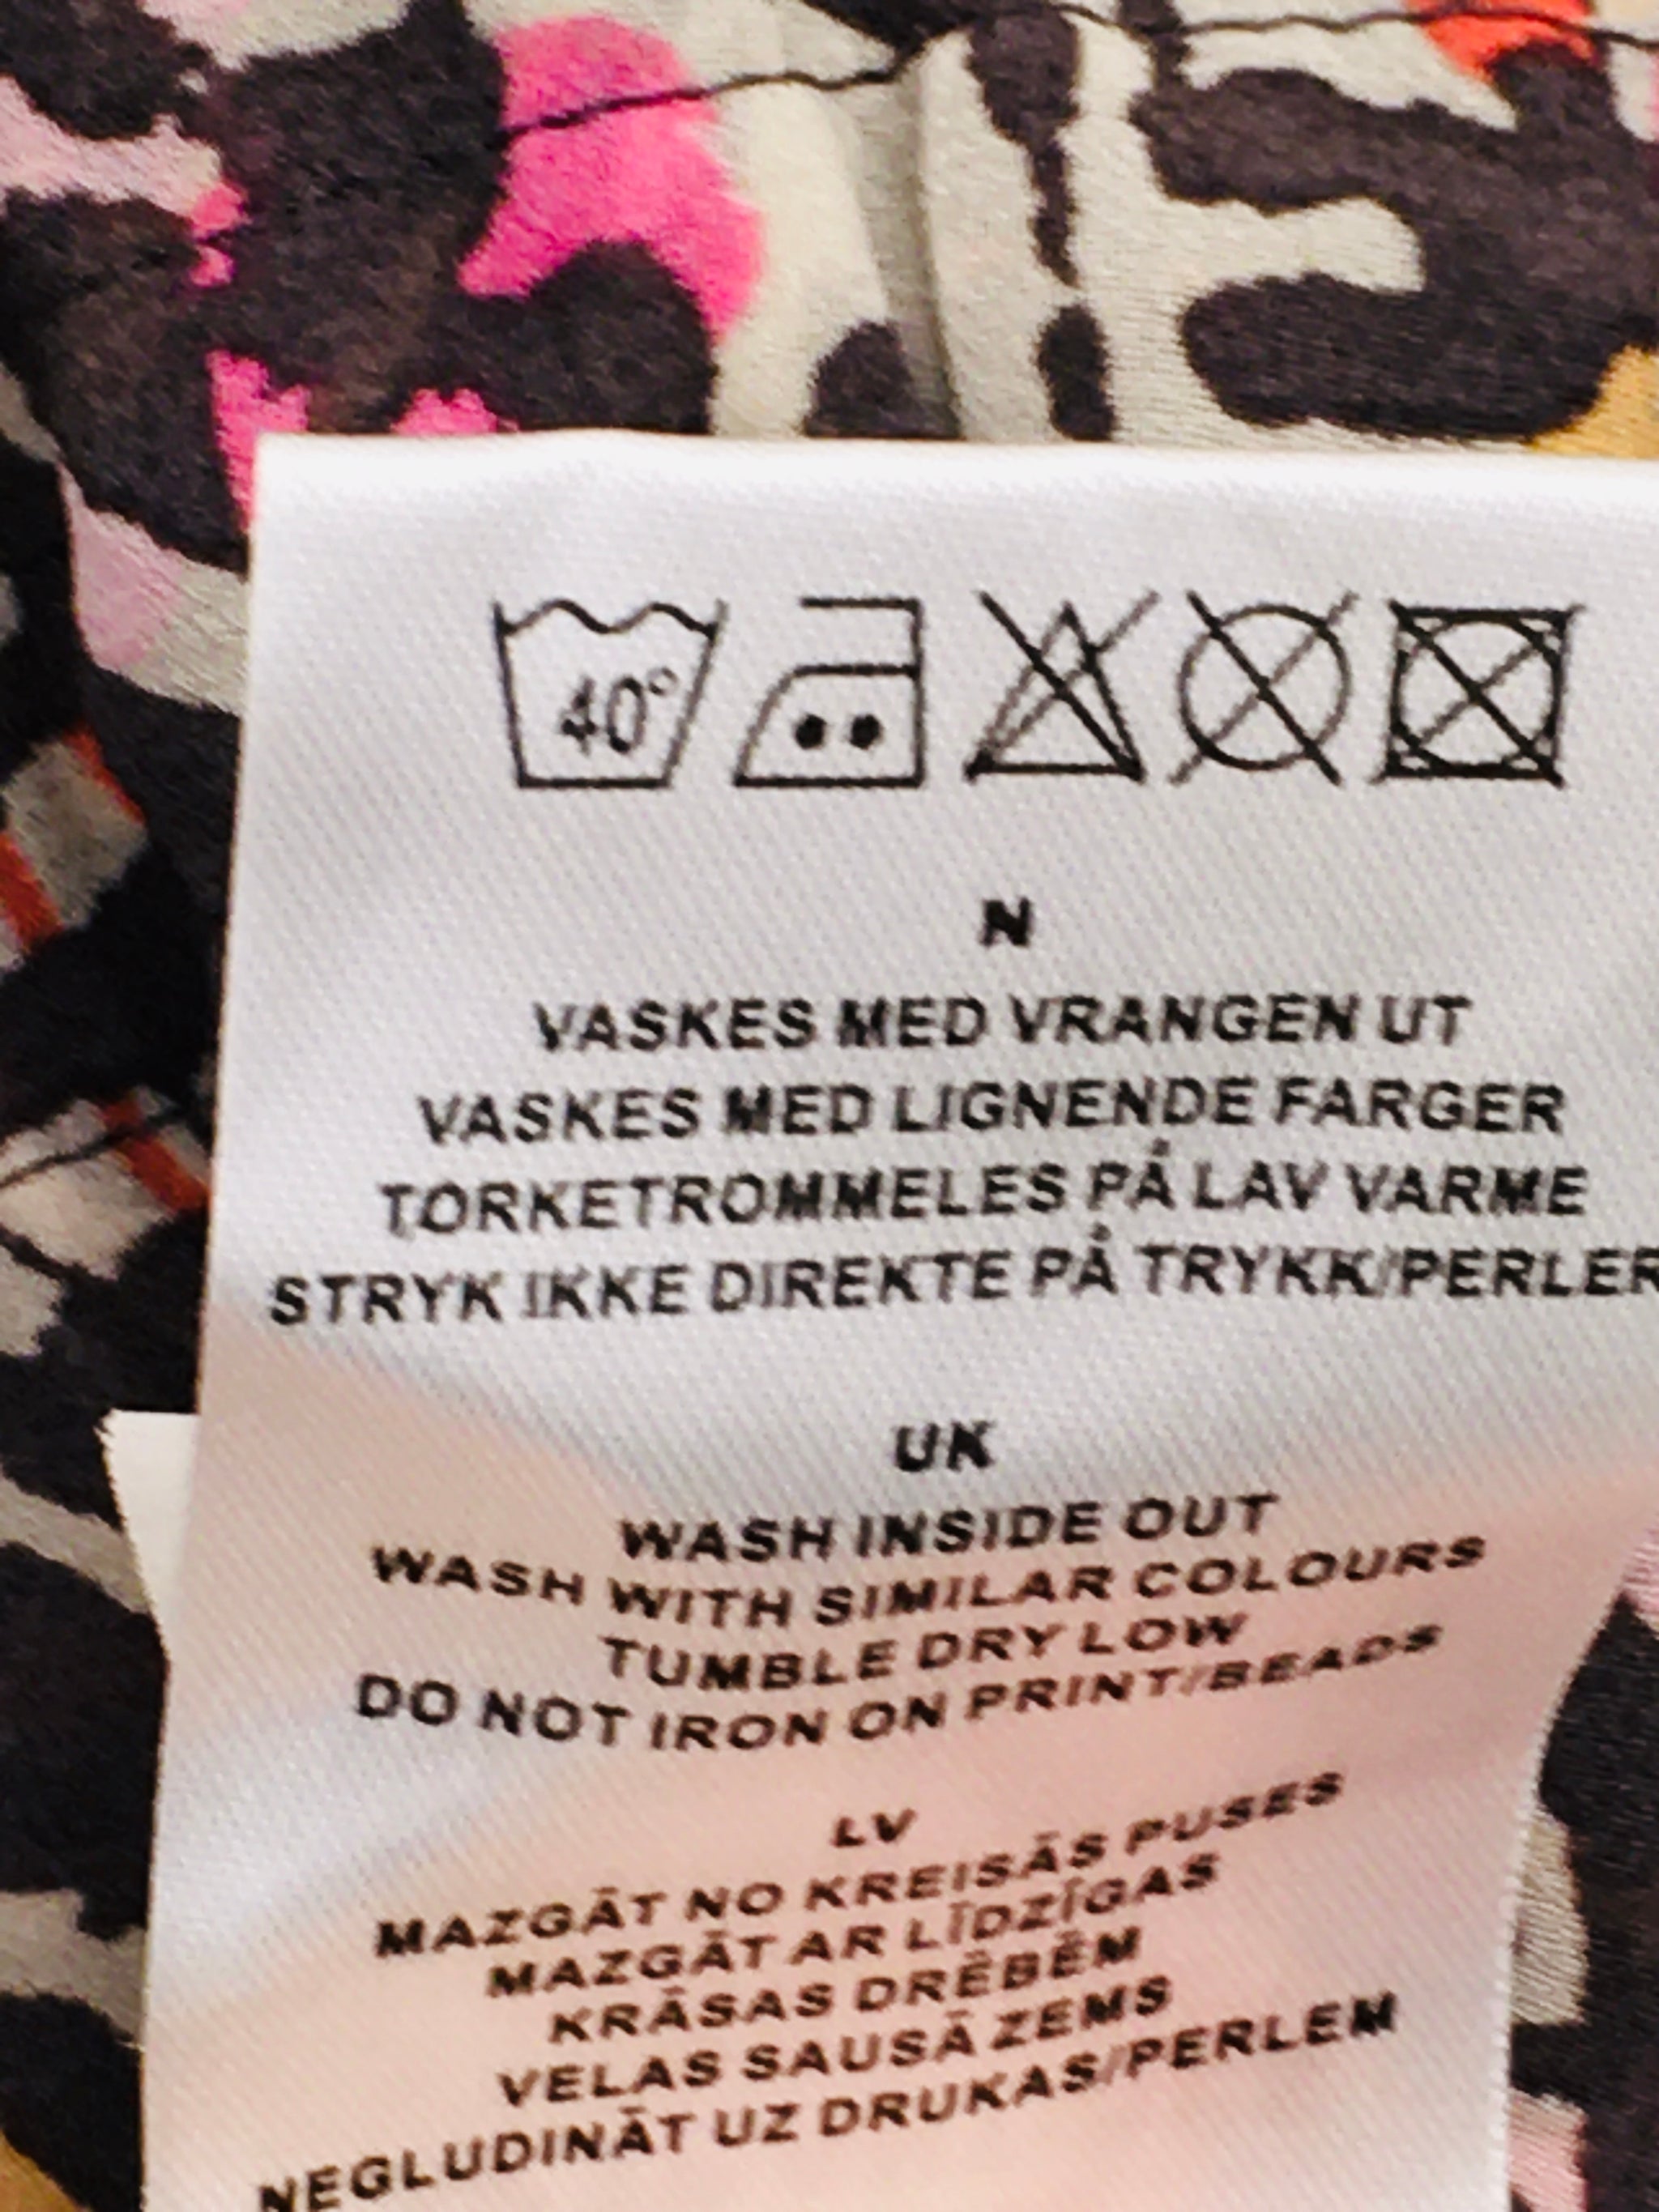 40°
N
VASKES MED VRANGEN UT
VASKES MED LIGNENDE FARGER
TORKETROMMELES PÅ LAV VARME
STRYK IKKE DIREKTE PÅ TRYKK/PERLER
UK
WASH INSIDE OUT
WASH WITH SIMILAR COLOURS
TUMBLE DRY LOW
DO NOT IRON ON PRINT/BEADS
LV
MAZGĀT NO KREISĀS PUSES
MAZGĀT AR LĪDZĪGAS
KRĀSAS DRĒBĒM
VELAS SAUSĀ ZEMS
NEGLUDINĀT UZ DRUKAS/PERLEM